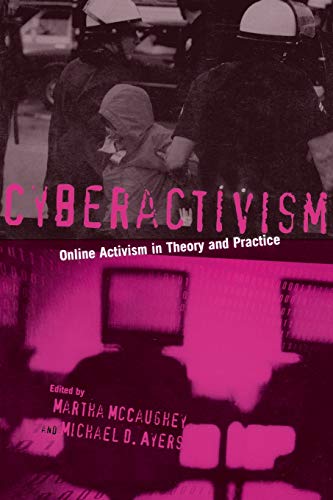 CYBERACTIVISM
Online Activism in Theory and Practice
Edited by
MARTHA MCCAUGHEY
AND MICHAEL D. AYERS